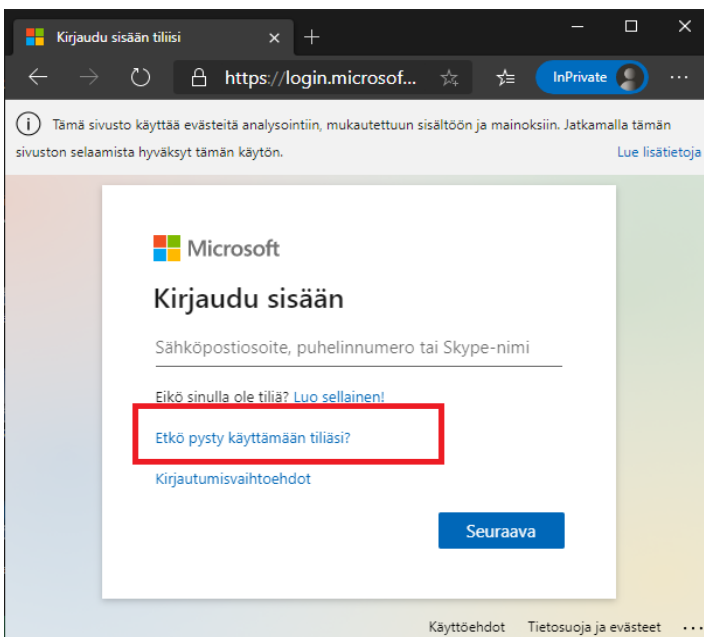 Kirjaudu sisään tiliisi
https://login.microsof...
InPrivate
Tämä sivusto käyttää evästeitä analysointiin, mukautettuun sisältöön ja mainoksiin. Jatkamalla tämän
sivuston selaamista hyväksyt tämän käytön.
Lue lisätietoja
Microsoft
Kirjaudu sisään
Sähköpostiosoite, puhelinnumero tai Skype-nimi
Eikö sinulla ole tiliä? Luo sellainen!
Etkö pysty käyttämään tiliäsi?
Kirjautumisvaihtoehdot
Seuraava
Käyttöehdot Tietosuoja ja evästeet ...